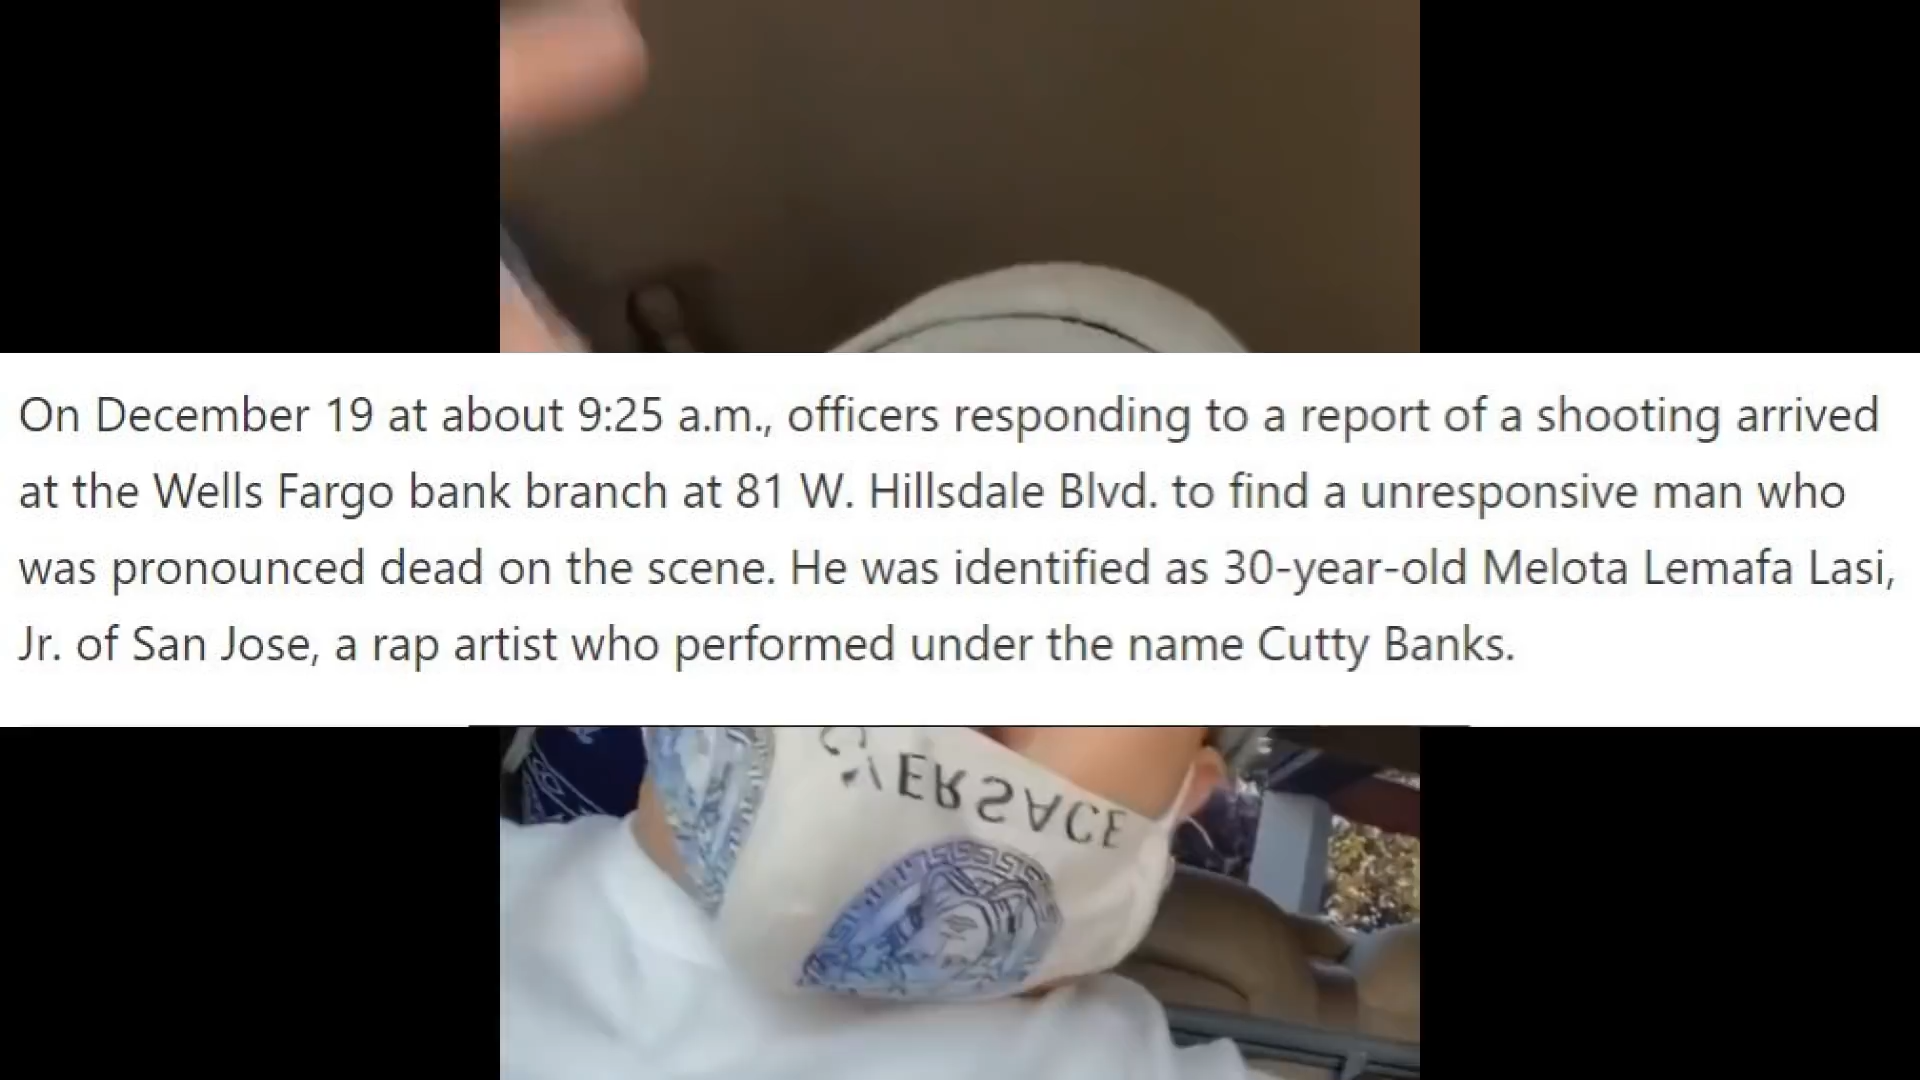 On December 19 at about 9:25 a.m., officers responding to a report of a shooting arrived
at the Wells Fargo bank branch at 81 W. Hillsdale Blvd. to find a unresponsive man who
was pronounced dead on the scene. He was identified as 30-year-old Melota Lemafa Lasi,
Jr. of San Jose, a rap artist who performed under the name Cutty Banks.
VERSACE